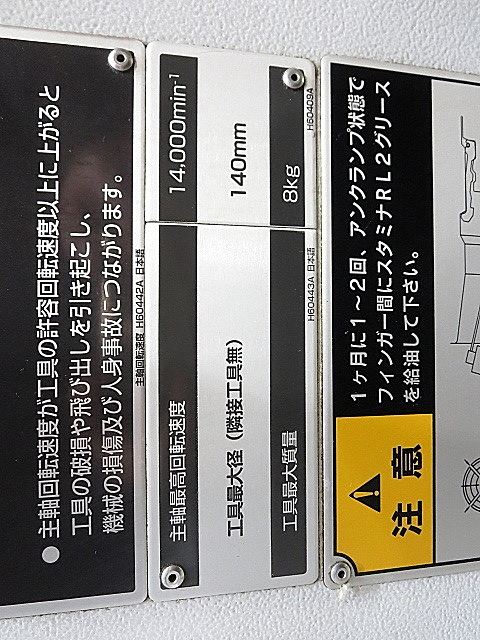 ● 主軸回転速度が工具の許容回転速度以上に上がると
工具の破損や飛び出しを引き起こし、
機械の損傷及び人身事故につながります。
主軸回転速度 H60442A 日本語
主軸最高回転速度 14,000min⁻¹
工具最大径（隣接工具無） 140mm
工具最大質量 8kg
H60443A 日本語
H60409A
注意
1ヶ月に1～2回、アンクランプ状態で
フィンガー間にスタミナRL2グリース
を給油して下さい。